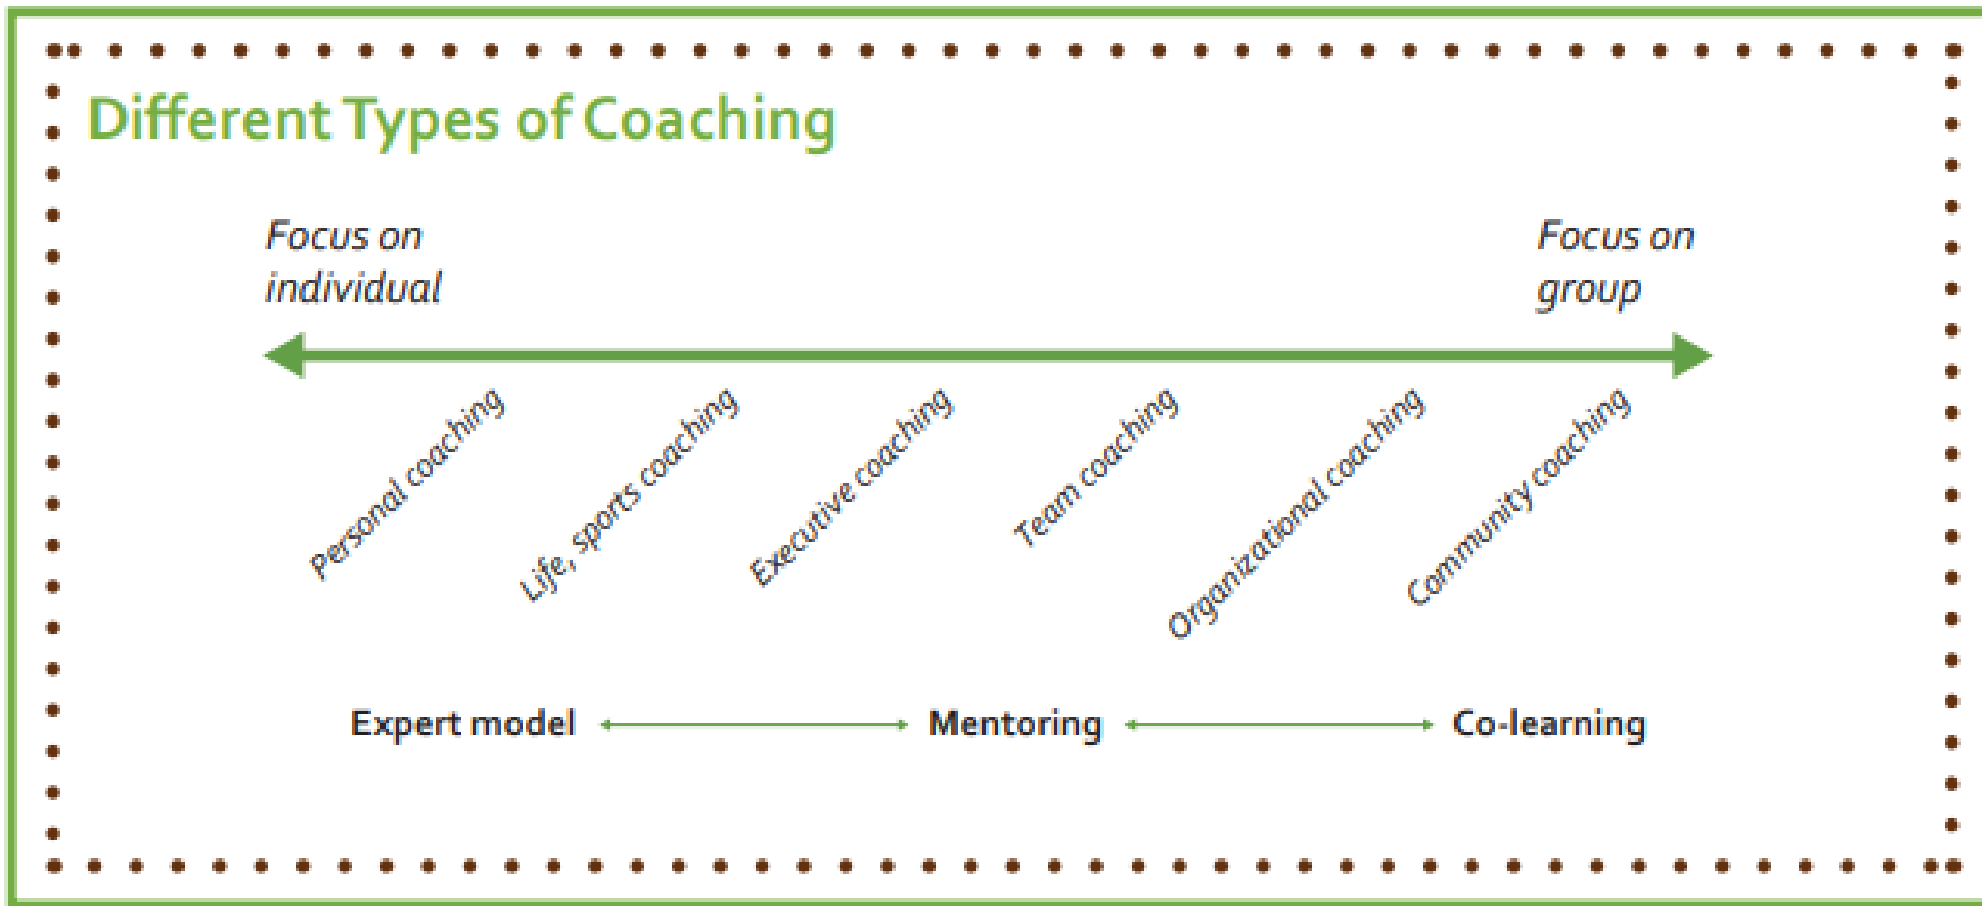 Different Types of Coaching
Focus on
individual
Focus on
group
Personal coaching
Life, sports coaching
Executive coaching
Team coaching
Organizational coaching
Community coaching
Expert model
Mentoring
Co-learning